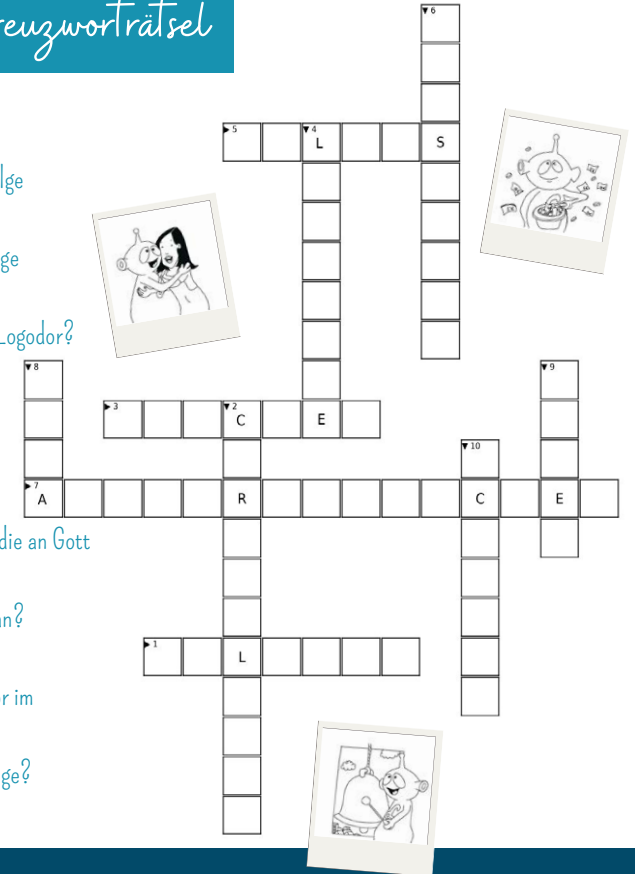 reuzworträtsel
▼ 6
▶ 5 ▼ 4
L S
lge
ge
Logodor?
▼ 8 ▼ 9
▶ 3 ▼ 2
C E
▼ 10
▶ 7
A R C E
die an Gott
an?
▶ 1
L
r im
ge?